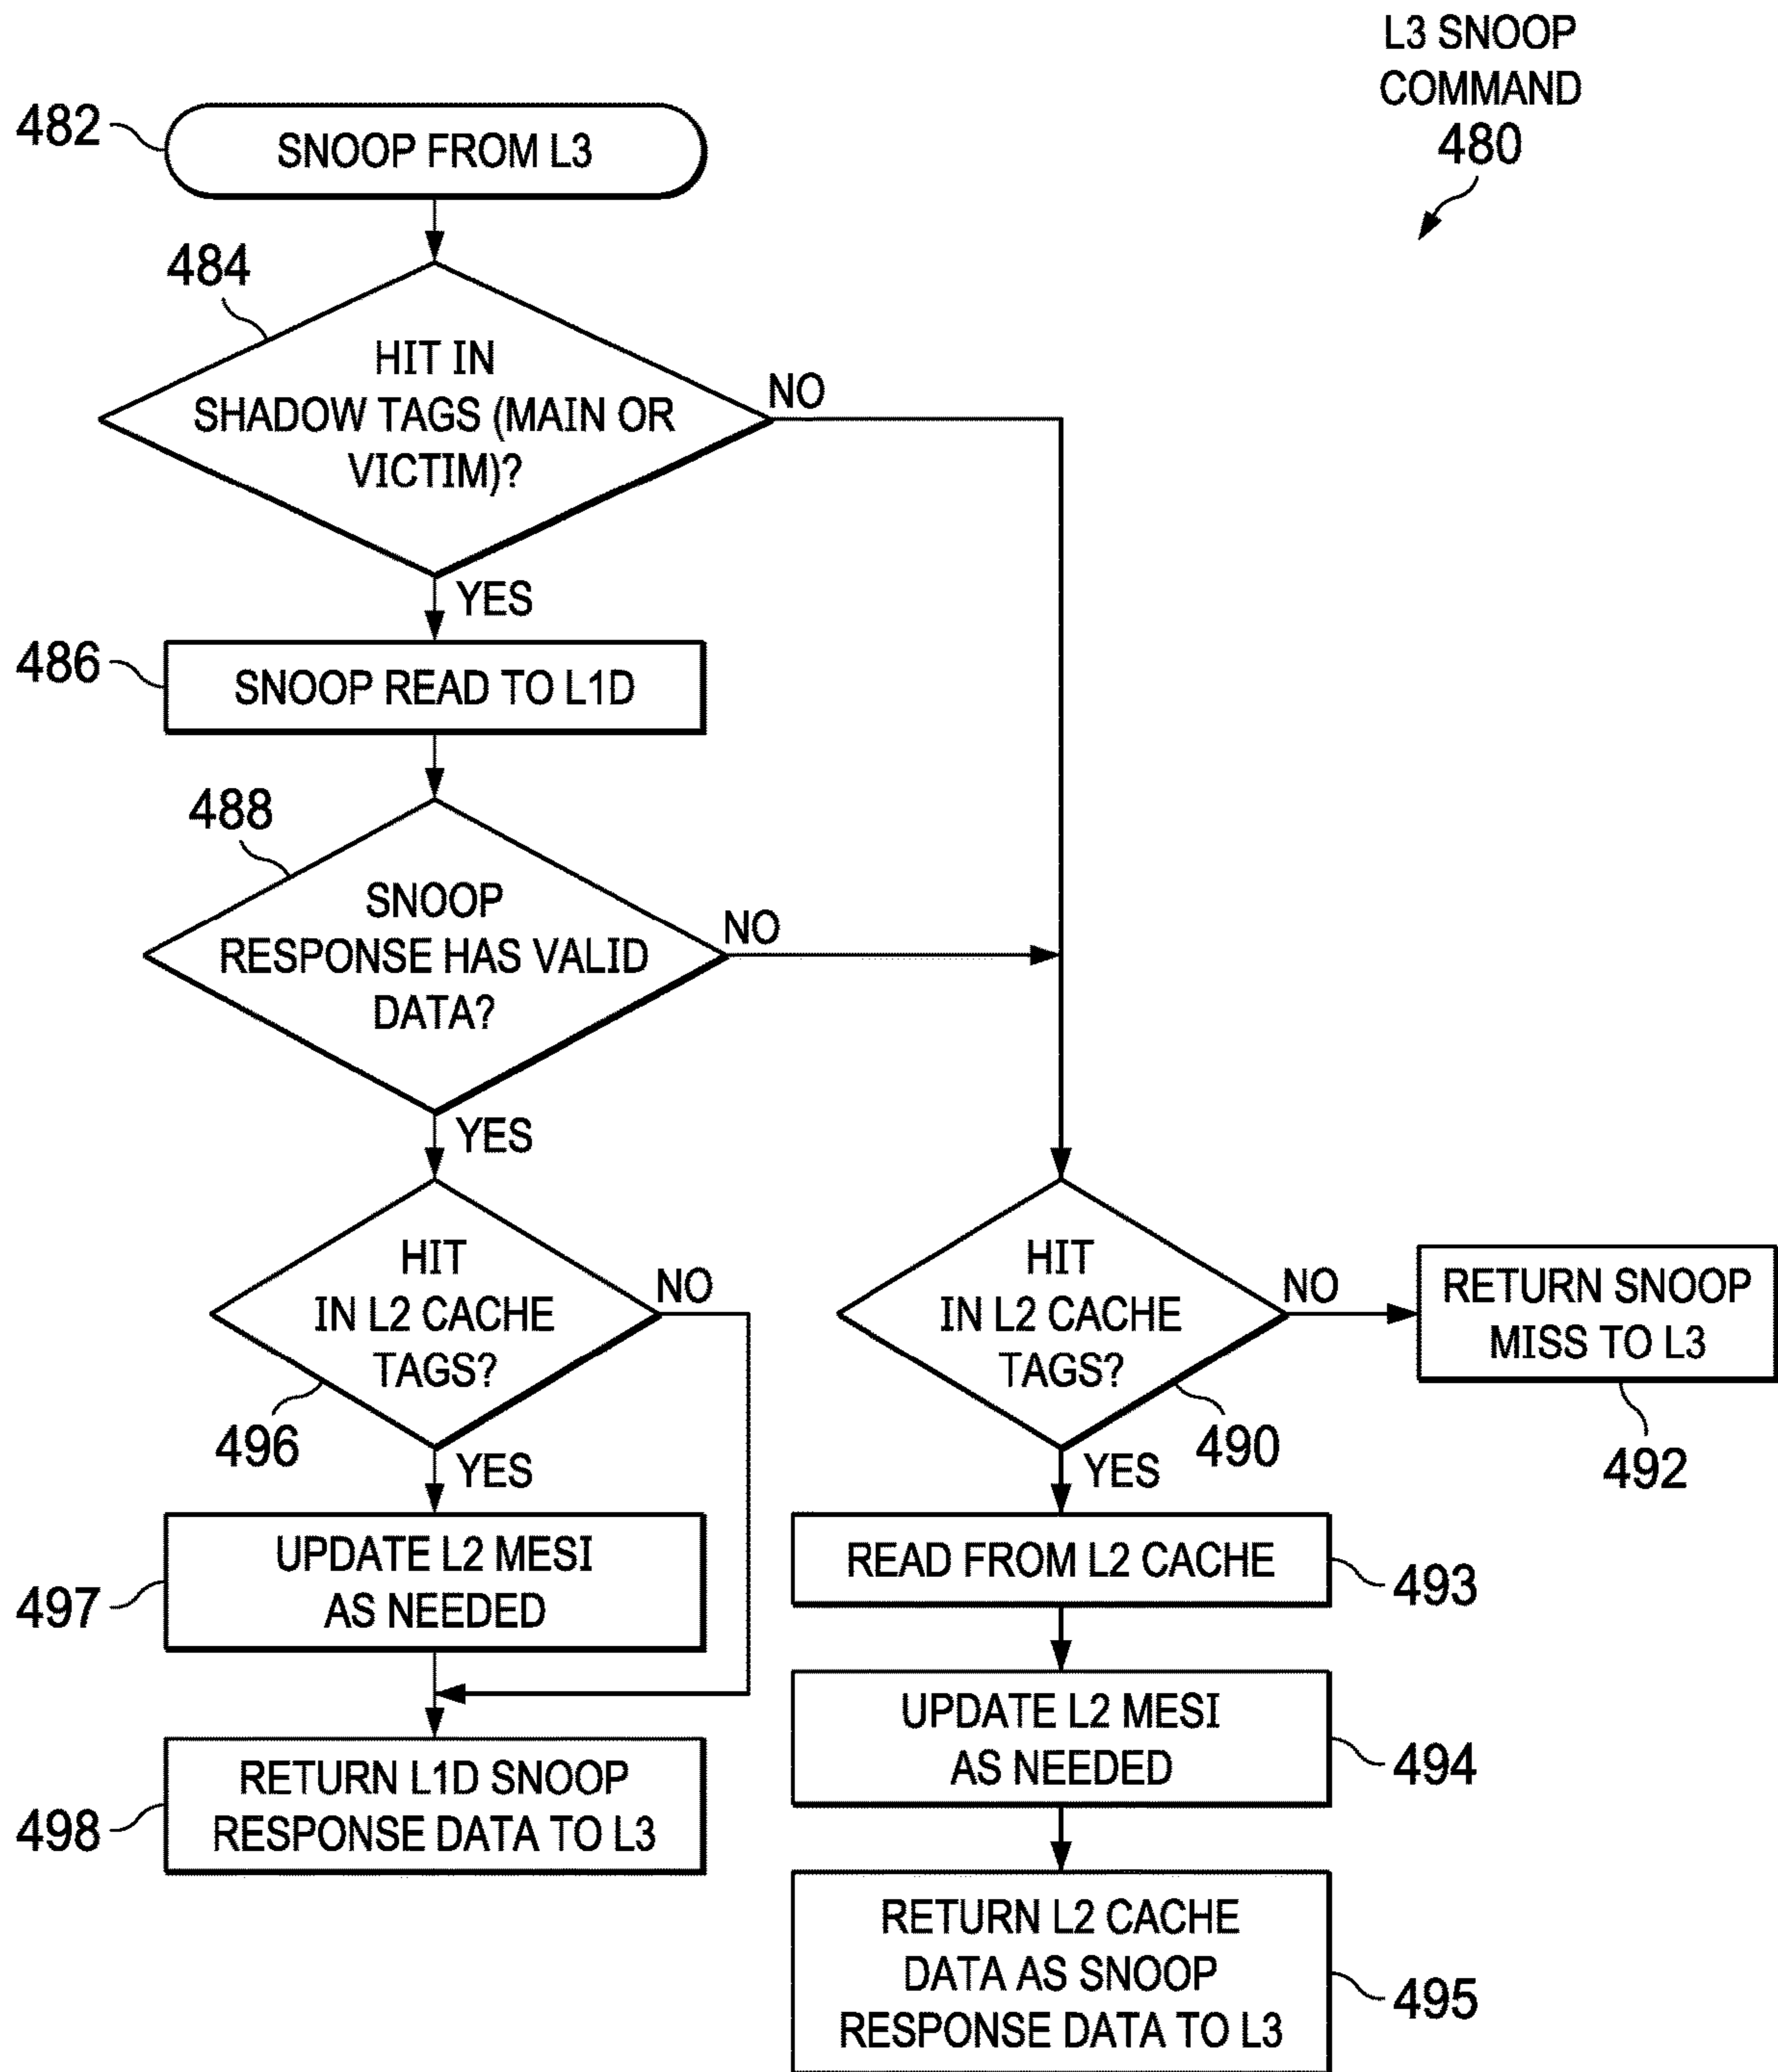 L3 SNOOP
COMMAND
480
482
SNOOP FROM L3
484
HIT IN
SHADOW TAGS (MAIN OR
VICTIM)?
NO
YES
486
SNOOP READ TO L1D
488
SNOOP
RESPONSE HAS VALID
DATA?
NO
YES
HIT
IN L2 CACHE
TAGS?
NO
496
YES
UPDATE L2 MESI
AS NEEDED
497
RETURN L1D SNOOP
RESPONSE DATA TO L3
498
HIT
IN L2 CACHE
TAGS?
NO
490
YES
RETURN SNOOP
MISS TO L3
492
READ FROM L2 CACHE
493
UPDATE L2 MESI
AS NEEDED
494
RETURN L2 CACHE
DATA AS SNOOP
RESPONSE DATA TO L3
495